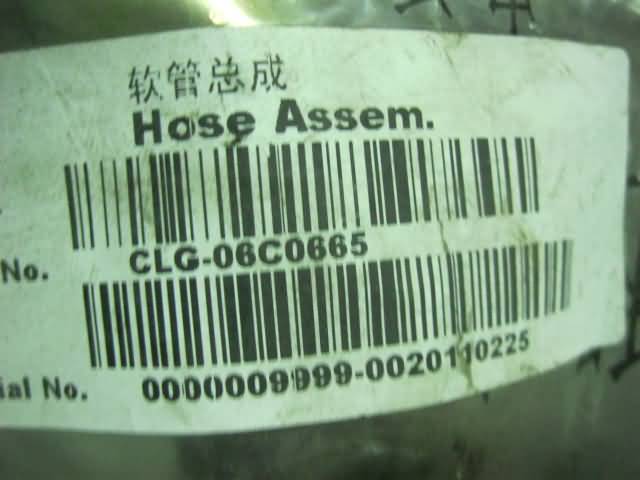 软管总成
Hose Assem.
No. CLG-06C0665
ial No. 0000009999-0020110225